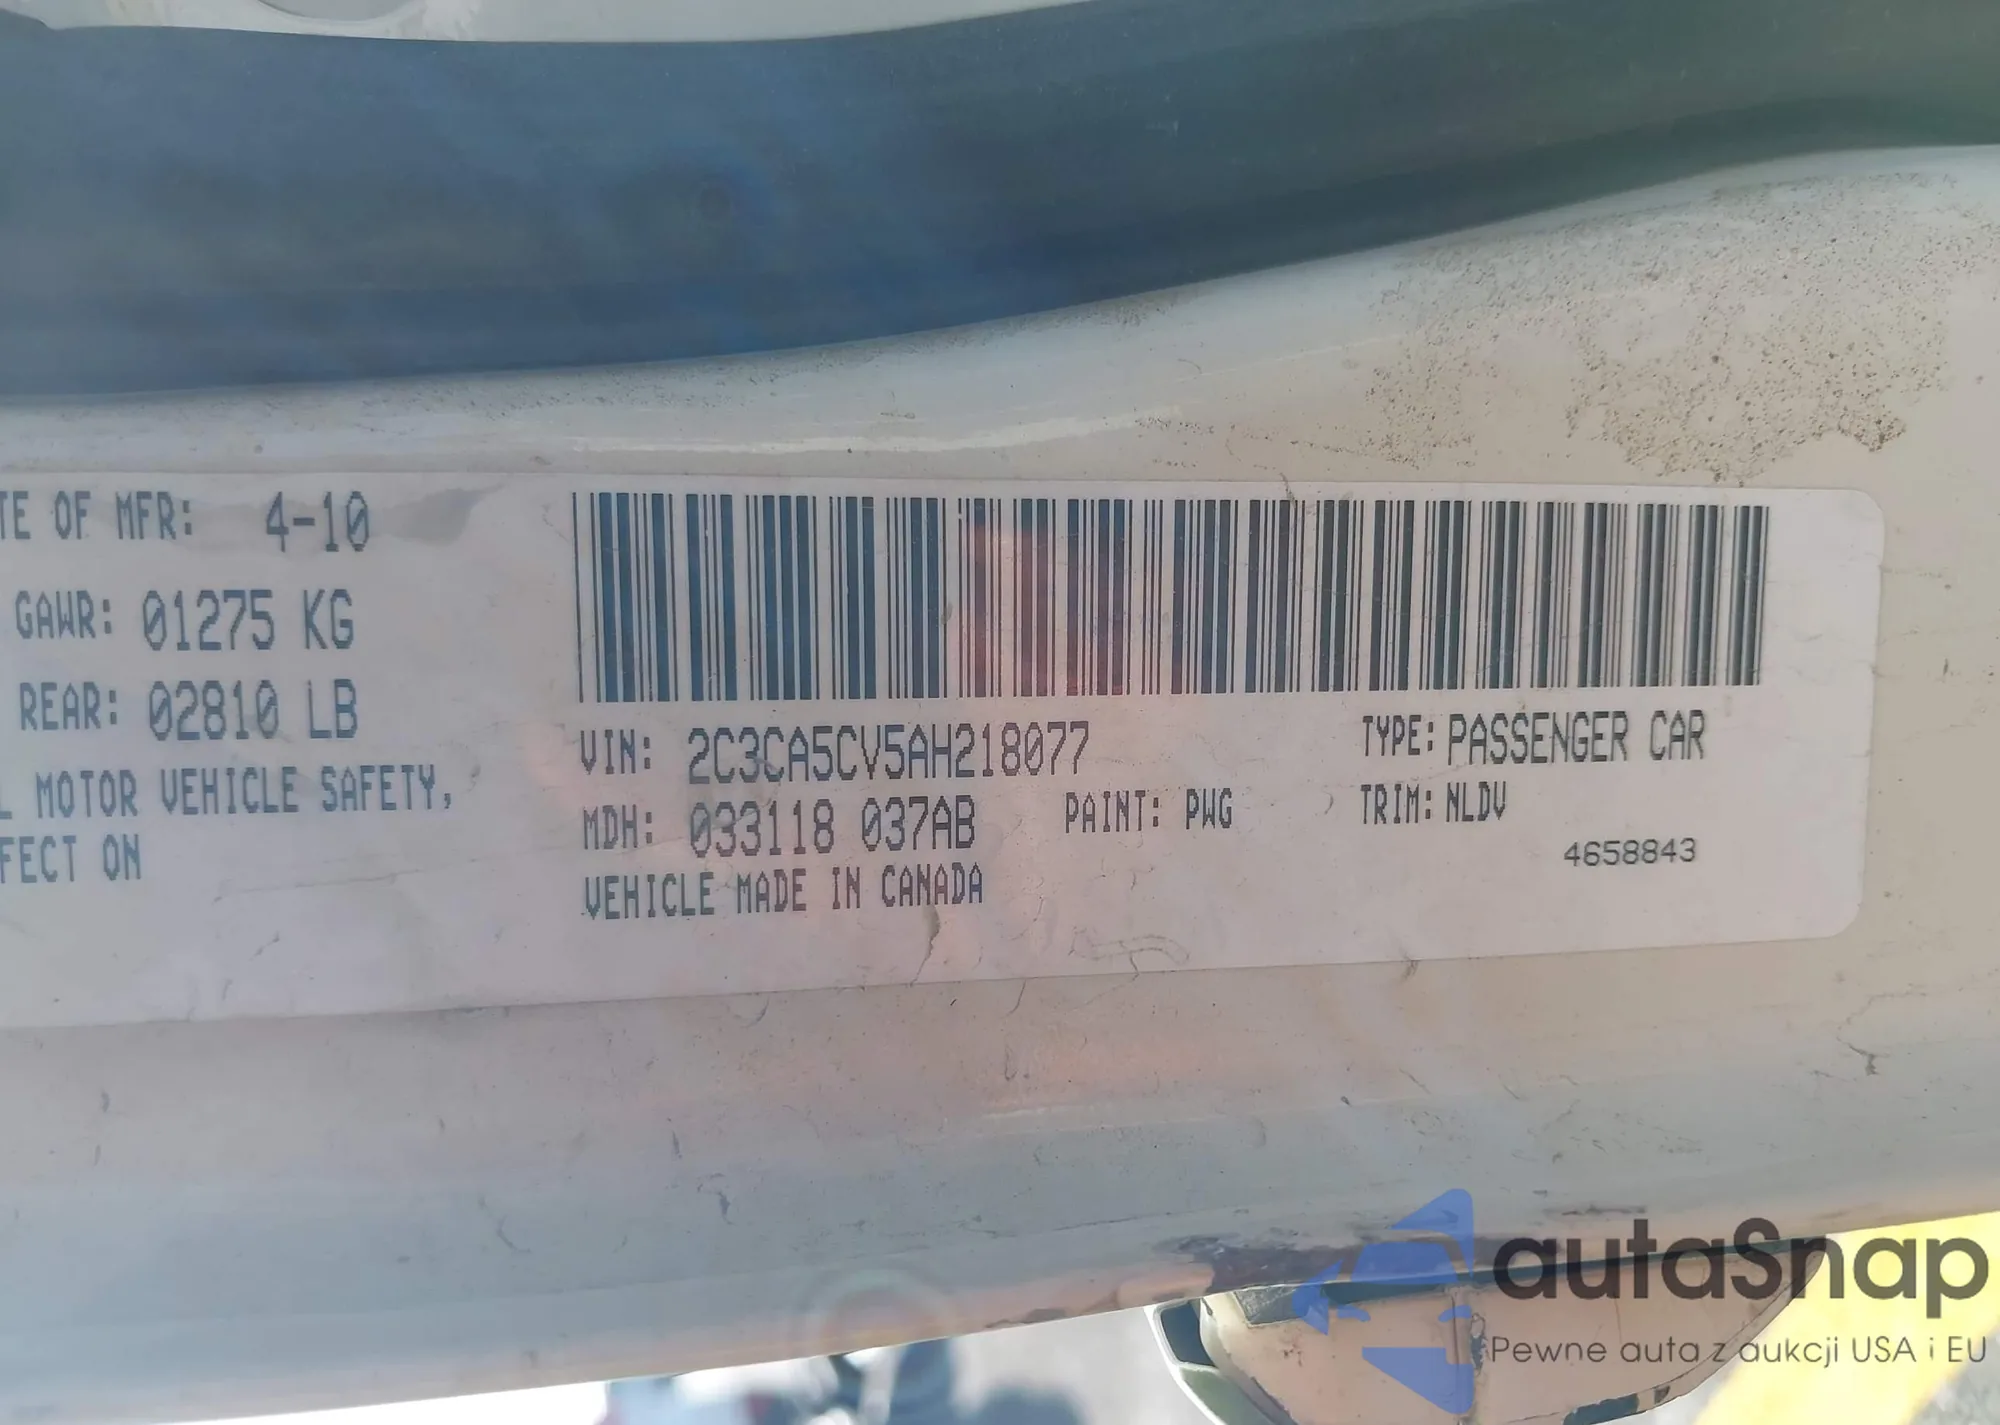 TE OF MFR: 4-10
GAWR: 01275 KG
REAR: 02810 LB
L MOTOR VEHICLE SAFETY,
FECT ON
VIN: 2C3CA5CV5AH218077
TYPE: PASSENGER CAR
MDH: 033118 037AB
PAINT: PWG
TRIM: NLDV
VEHICLE MADE IN CANADA
4658843
autaSnap
Pewne auta z aukcji USA i EU